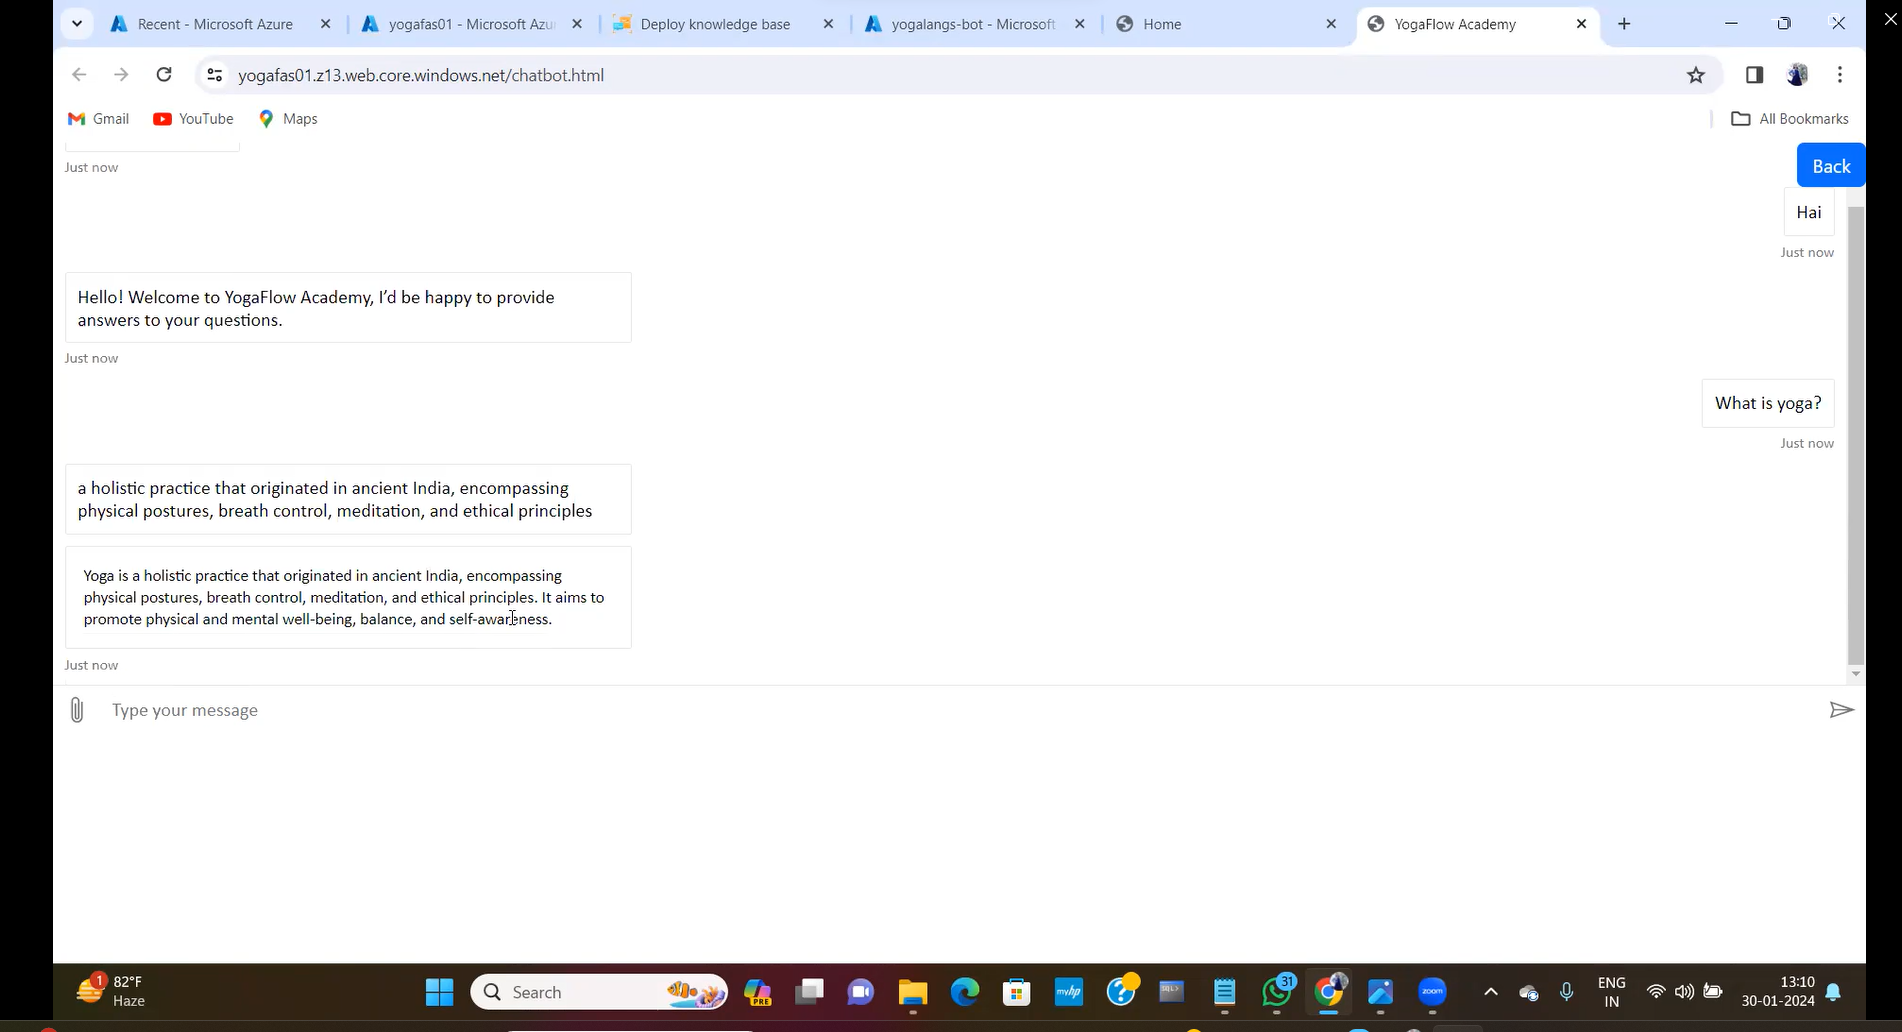 Recent - Microsoft Azure
yogafas01 - Microsoft Azu
Deploy knowledge base
yogalangs-bot - Microsoft
Home
YogaFlow Academy
yogafas01.z13.web.core.windows.net/chatbot.html
Gmail
YouTube
Maps
All Bookmarks
Just now
Back
Hai
Just now
Hello! Welcome to YogaFlow Academy, I’d be happy to provide
answers to your questions.
Just now
What is yoga?
Just now
a holistic practice that originated in ancient India, encompassing
physical postures, breath control, meditation, and ethical principles
Yoga is a holistic practice that originated in ancient India, encompassing
physical postures, breath control, meditation, and ethical principles. It aims to
promote physical and mental well-being, balance, and self-awareness.
Just now
Type your message
1
82°F
Haze
Search
PRE
myhp
31
zoom
ENG
IN
13:10
30-01-2024